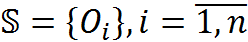 𝕊 = {Oᵢ}, i = 1,n̅